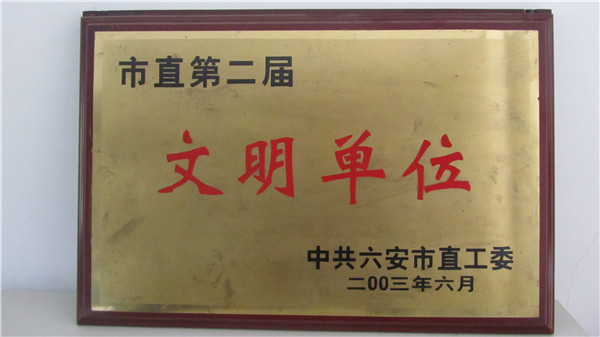 市直第二届
文明单位
中共六安市直工委
二00三年六月